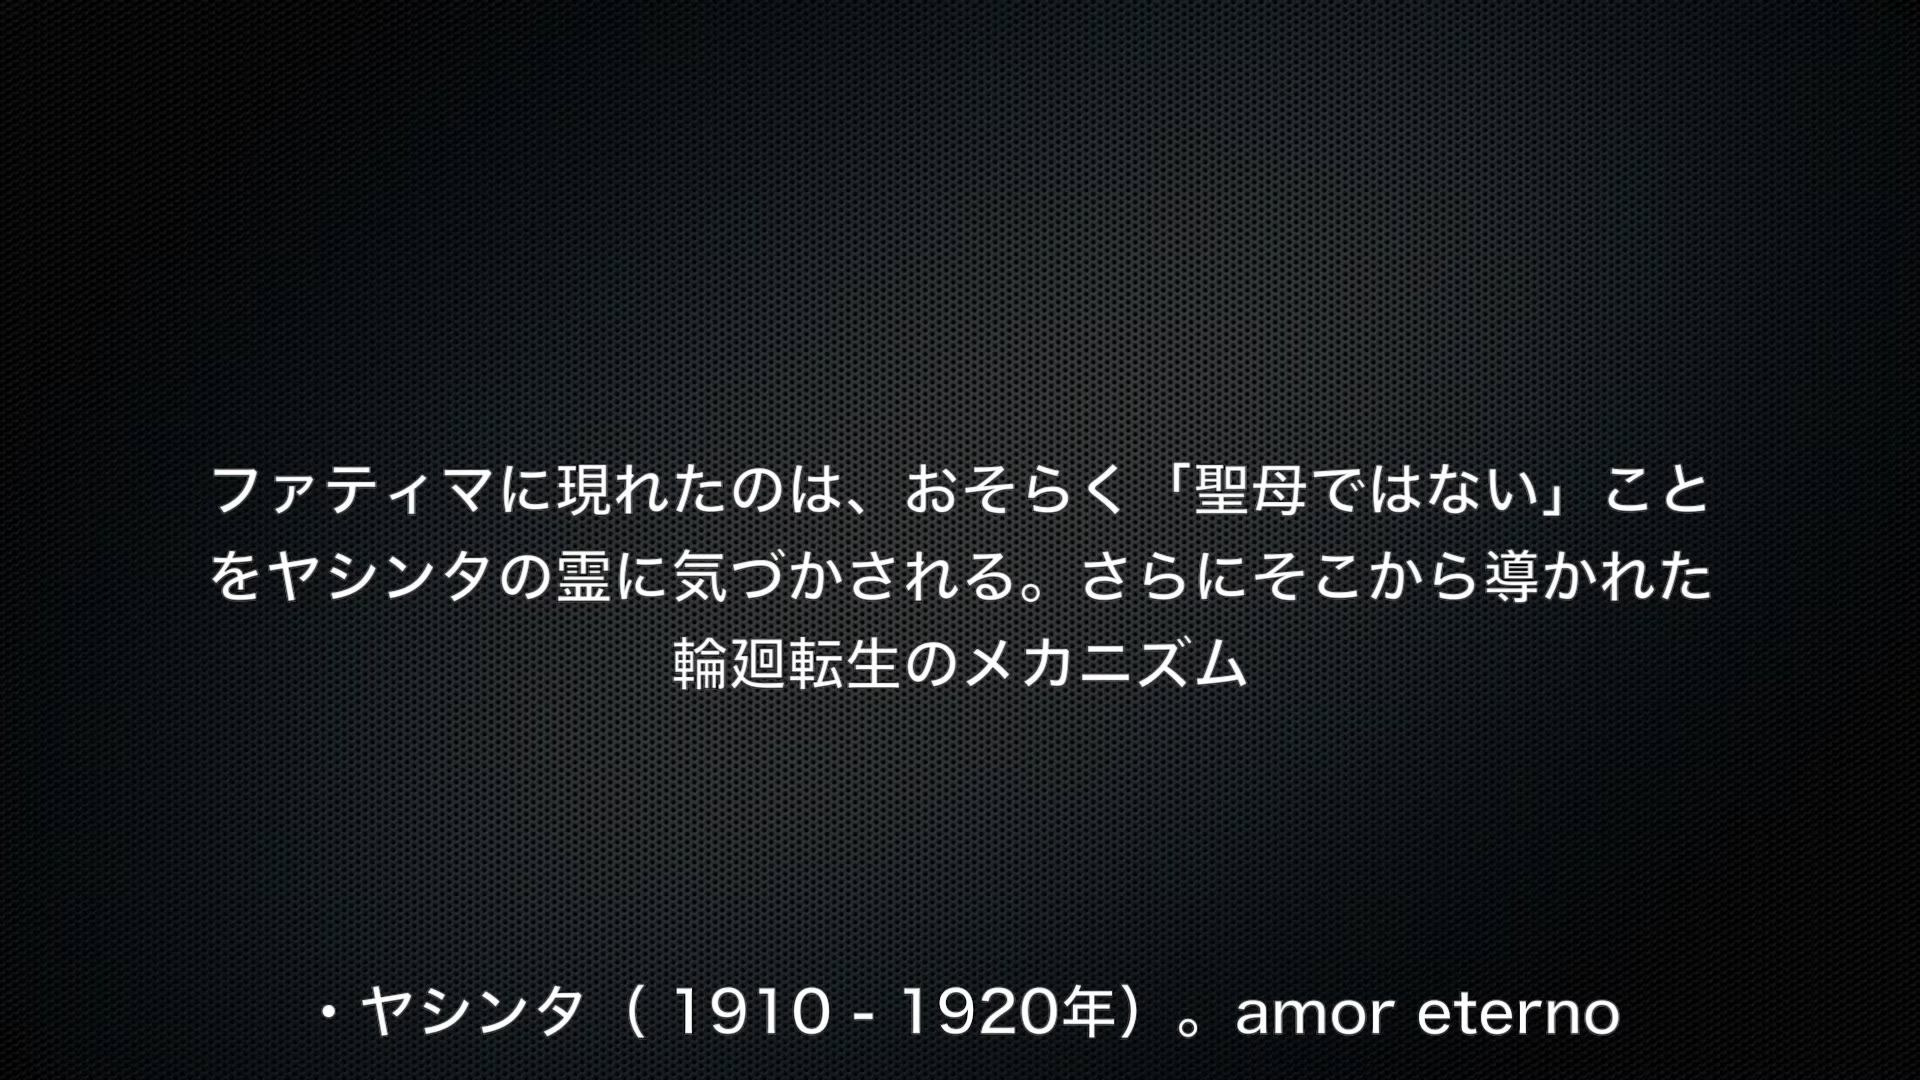 ファティマに現れたのは、おそらく「聖母ではない」こと
をヤシンタの霊に気づかされる。さらにそこから導かれた
輪廻転生のメカニズム
・ヤシンタ（ 1910 - 1920年）。amor eterno